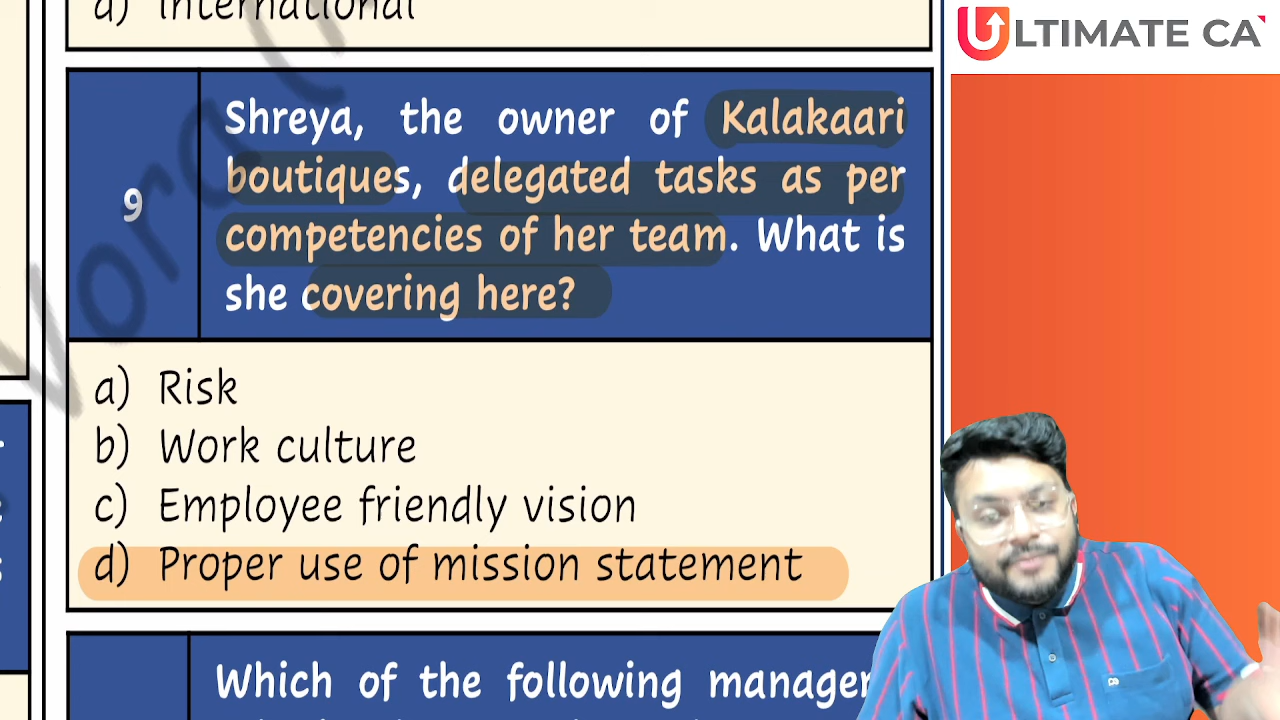 d) International
ULTIMATE CA
9
Shreya, the owner of Kalakaari
boutiques, delegated tasks as per
competencies of her team. What is
she covering here?
a) Risk
b) Work culture
c) Employee friendly vision
d) Proper use of mission statement
Which of the following manager